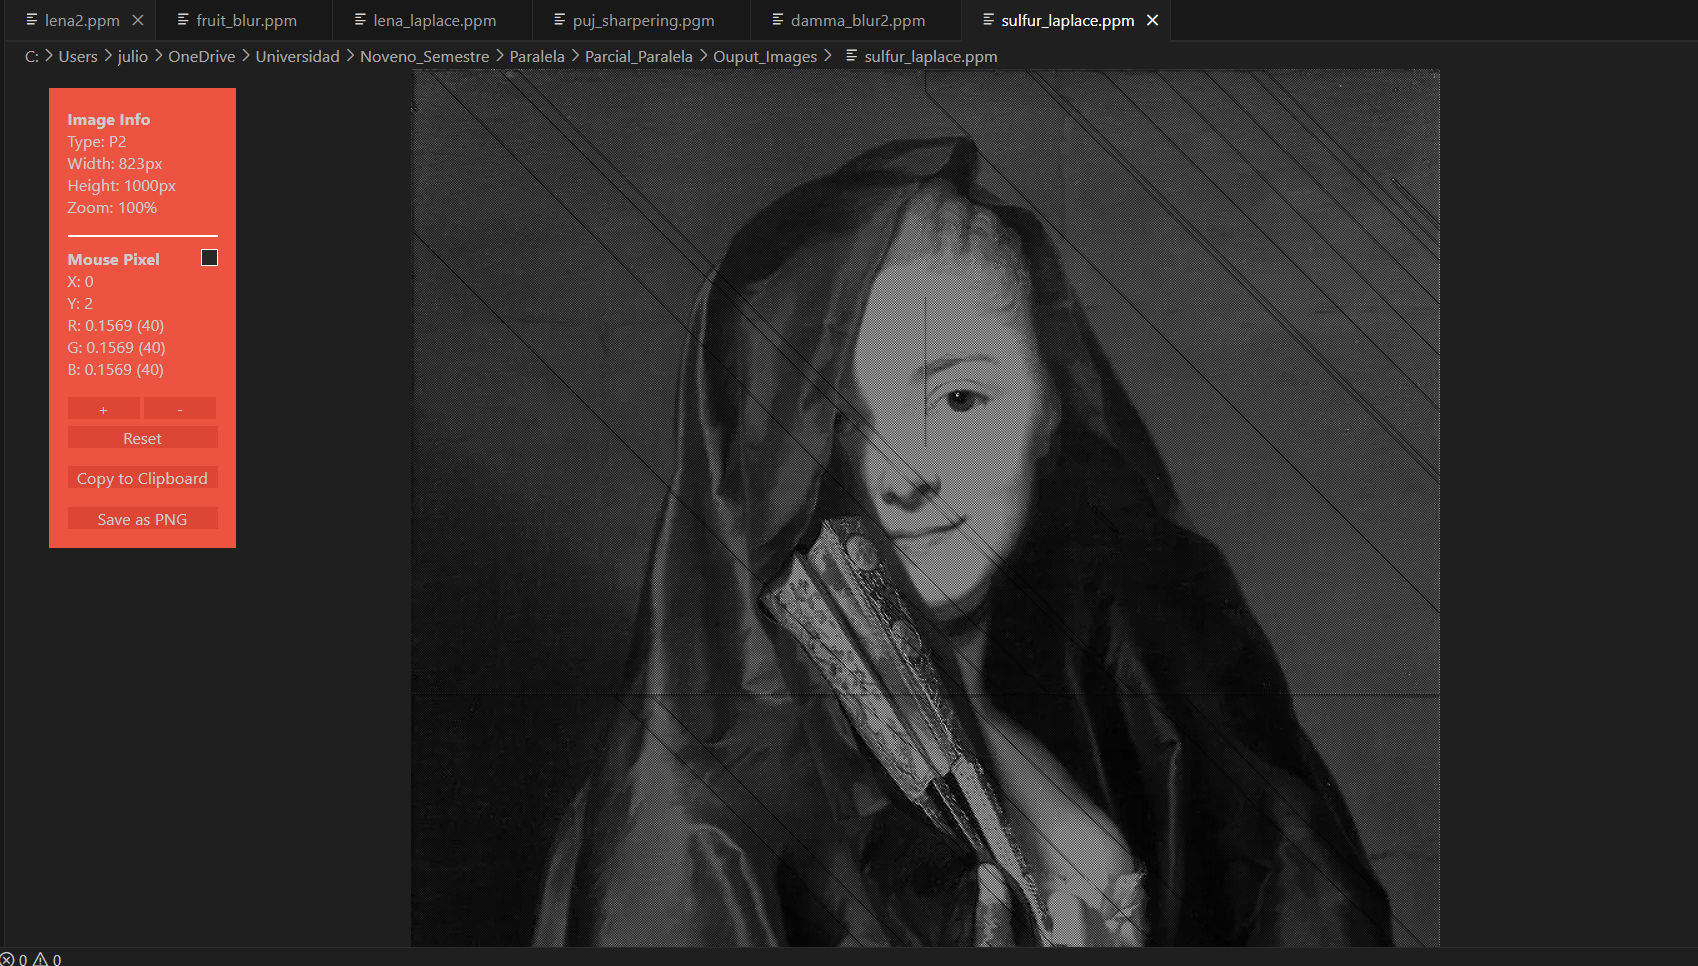 lena2.ppm fruit_blur.ppm lena_laplace.ppm puj_sharpering.pgm damma_blur2.ppm sulfur_laplace.ppm
C: > Users > julio > OneDrive > Universidad > Noveno_Semestre > Paralela > Parcial_Paralela > Ouput_Images > sulfur_laplace.ppm
Image Info
Type: P2
Width: 823px
Height: 1000px
Zoom: 100%
Mouse Pixel
X: 0
Y: 2
R: 0.1569 (40)
G: 0.1569 (40)
B: 0.1569 (40)
+ -
Reset
Copy to Clipboard
Save as PNG
0 0